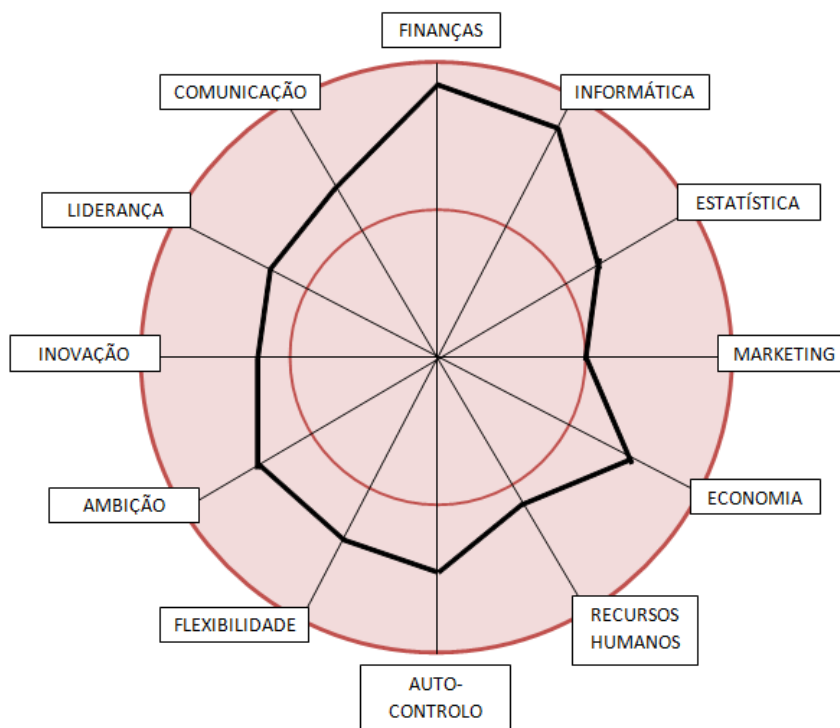 FINANÇAS
COMUNICAÇÃO
INFORMÁTICA
LIDERANÇA
ESTATÍSTICA
INOVAÇÃO
MARKETING
AMBIÇÃO
ECONOMIA
FLEXIBILIDADE
RECURSOS
HUMANOS
AUTO-
CONTROLO